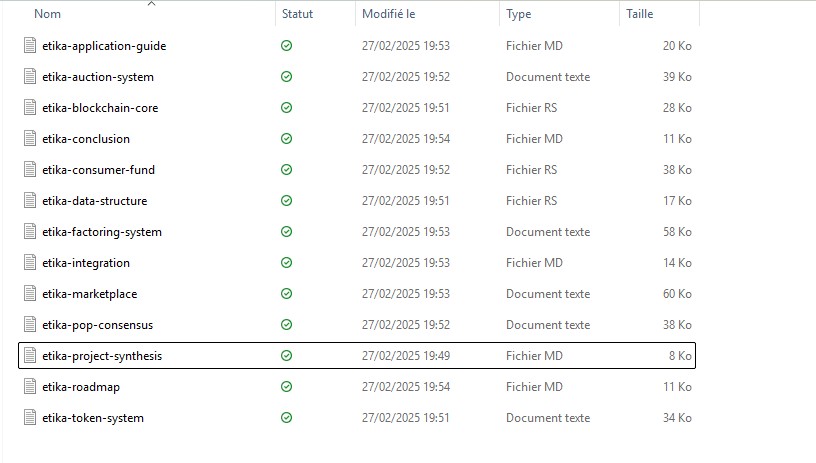 Nom Statut Modifié le Type Taille
etika-application-guide 27/02/2025 19:53 Fichier MD 20 Ko
etika-auction-system 27/02/2025 19:52 Document texte 39 Ko
etika-blockchain-core 27/02/2025 19:51 Fichier RS 28 Ko
etika-conclusion 27/02/2025 19:54 Fichier MD 11 Ko
etika-consumer-fund 27/02/2025 19:52 Fichier RS 38 Ko
etika-data-structure 27/02/2025 19:51 Fichier RS 17 Ko
etika-factoring-system 27/02/2025 19:53 Document texte 58 Ko
etika-integration 27/02/2025 19:53 Fichier MD 14 Ko
etika-marketplace 27/02/2025 19:53 Document texte 60 Ko
etika-pop-consensus 27/02/2025 19:52 Document texte 38 Ko
etika-project-synthesis 27/02/2025 19:49 Fichier MD 8 Ko
etika-roadmap 27/02/2025 19:54 Fichier MD 11 Ko
etika-token-system 27/02/2025 19:51 Document texte 34 Ko